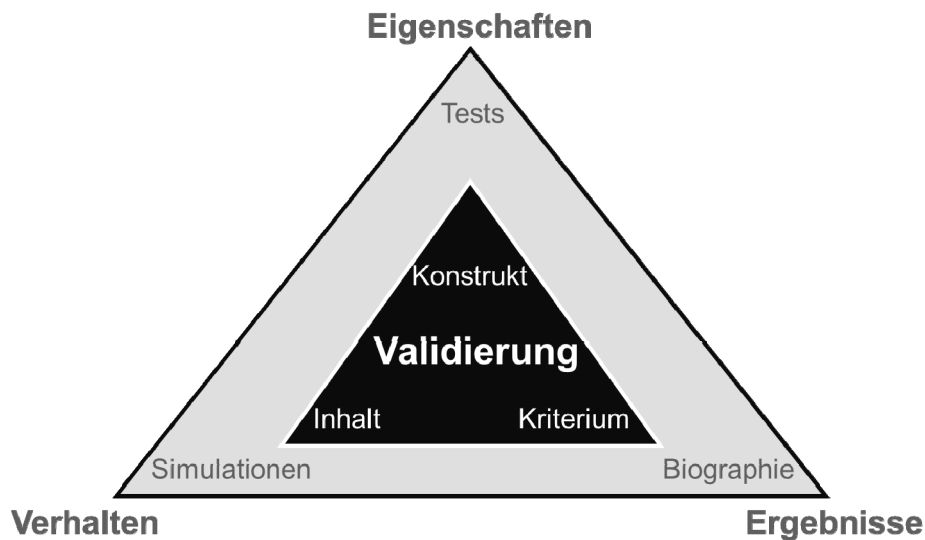 Eigenschaften
Tests
Konstrukt
Validierung
Inhalt Kriterium
Simulationen Biographie
Verhalten Ergebnisse